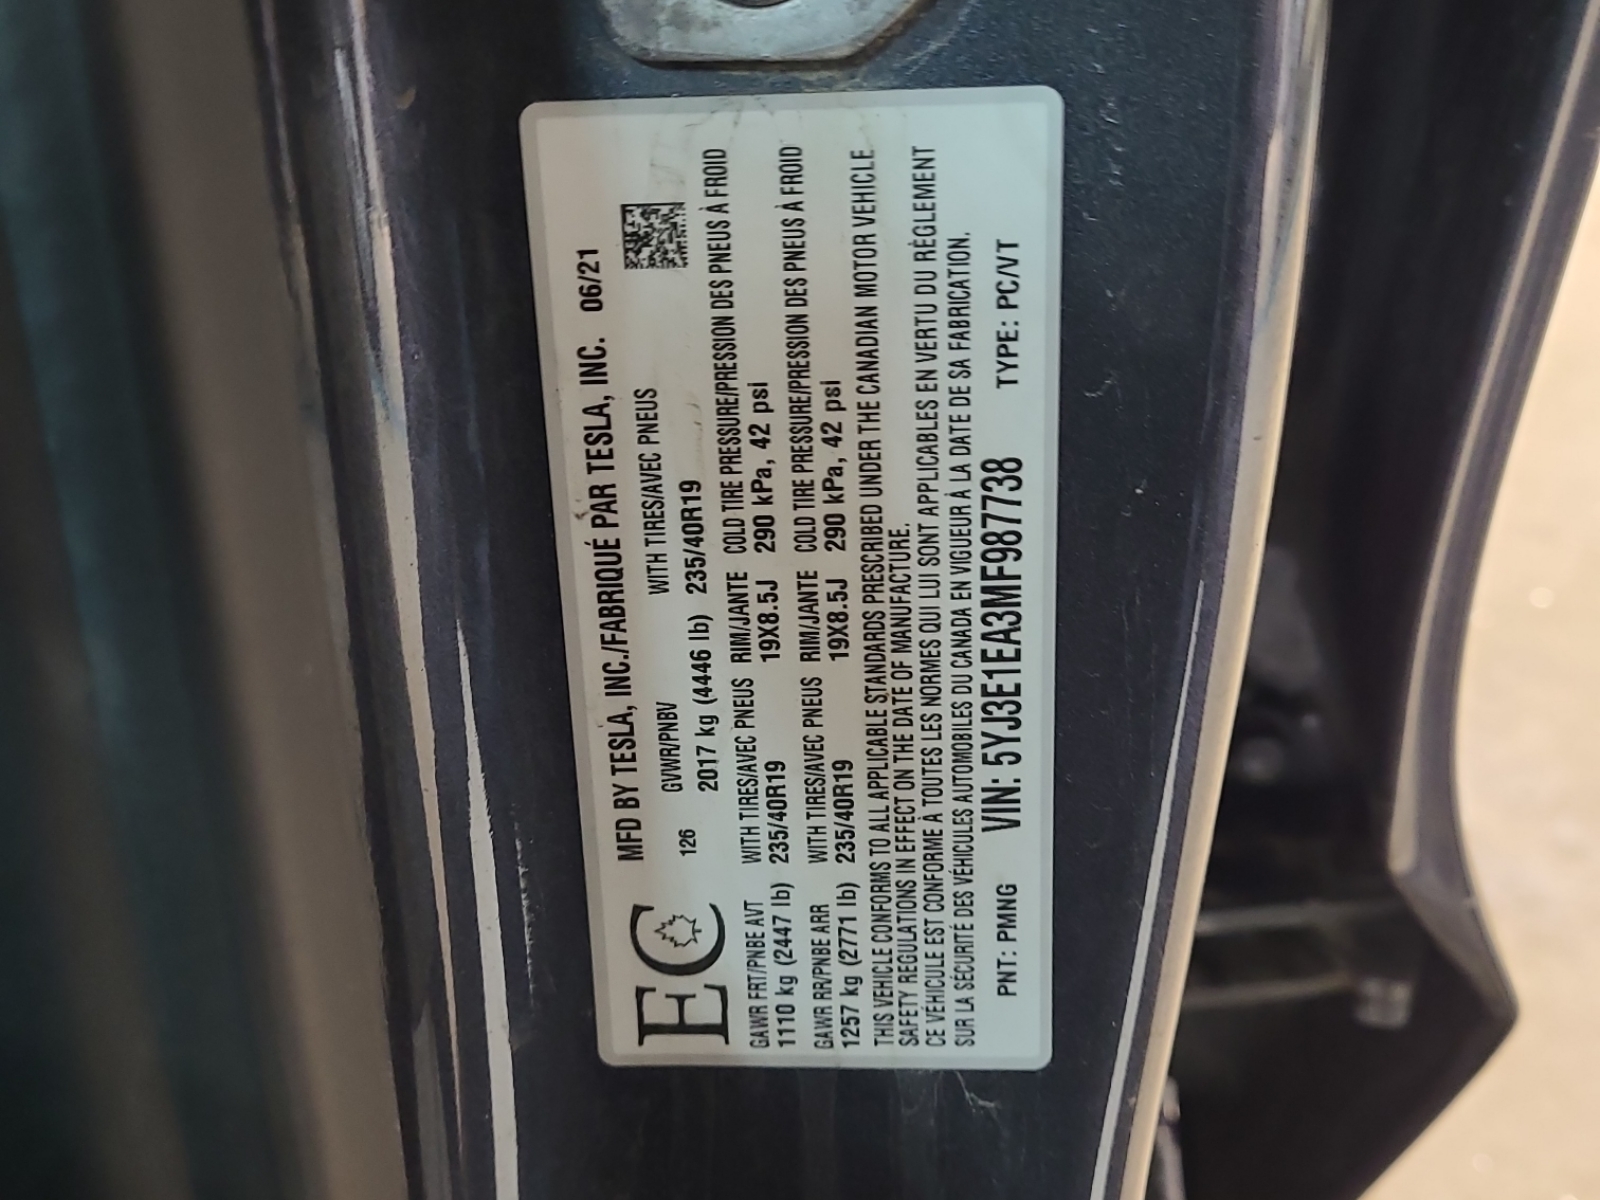 MFD BY TESLA, INC./FABRIQUÉ PAR TESLA, INC. 06/21
EC
126 GVWR/PNBV WITH TIRES/AVEC PNEUS
2017 kg (4446 lb) 235/40R19
GAWR FRT/PNBE AVT WITH TIRES/AVEC PNEUS RIM/JANTE COLD TIRE PRESSURE/PRESSION DES PNEUS À FROID
1110 kg (2447 lb) 235/40R19 19X8.5J 290 kPa, 42 psi
GAWR RR/PNBE ARR WITH TIRES/AVEC PNEUS RIM/JANTE COLD TIRE PRESSURE/PRESSION DES PNEUS À FROID
1257 kg (2771 lb) 235/40R19 19X8.5J 290 kPa, 42 psi
THIS VEHICLE CONFORMS TO ALL APPLICABLE STANDARDS PRESCRIBED UNDER THE CANADIAN MOTOR VEHICLE
SAFETY REGULATIONS IN EFFECT ON THE DATE OF MANUFACTURE.
CE VÉHICULE EST CONFORME À TOUTES LES NORMES QUI LUI SONT APPLICABLES EN VERTU DU RÈGLEMENT
SUR LA SÉCURITÉ DES VÉHICULES AUTOMOBILES DU CANADA EN VIGUEUR À LA DATE DE SA FABRICATION.
PNT: PMNG VIN: 5YJ3E1EA3MF987738 TYPE: PC/VT